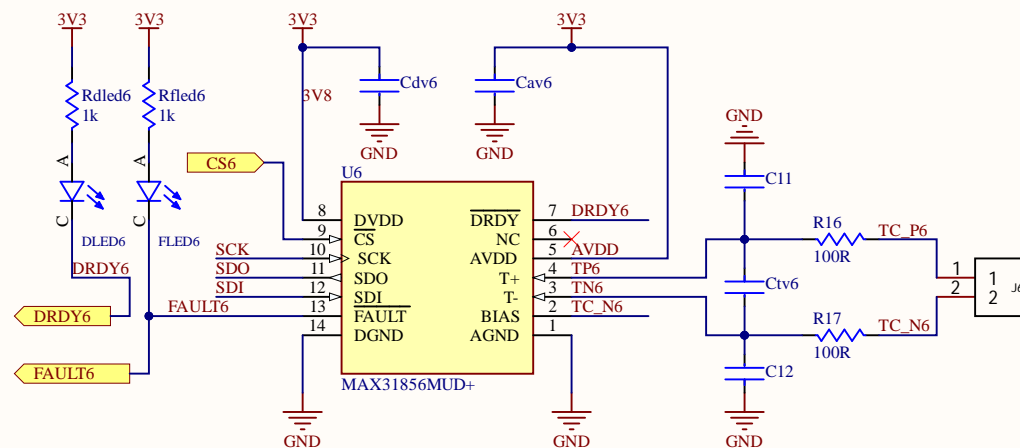 3V3 3V3 3V3 3V3
Rdled6 Rfled6
1k 1k
Cdv6 Cav6
3V8
GND GND GND
A A
C C
DLED6 FLED6
CS6
U6
8 DVDD DRDY 7 DRDY6
9 CS NC 6
SCK 10 SCK AVDD 5 AVDD
SDO 11 SDO T+ 4 TP6
SDI 12 SDI T- 3 TN6
FAULT6 13 FAULT BIAS 2 TC_N6
14 DGND AGND 1
MAX31856MUD+
GND GND
DRDY6
DRDY6
FAULT6
C11
R16 TC_P6
100R
Ctv6
R17 TC_N6
100R
C12
GND
1 1
2 2
J6